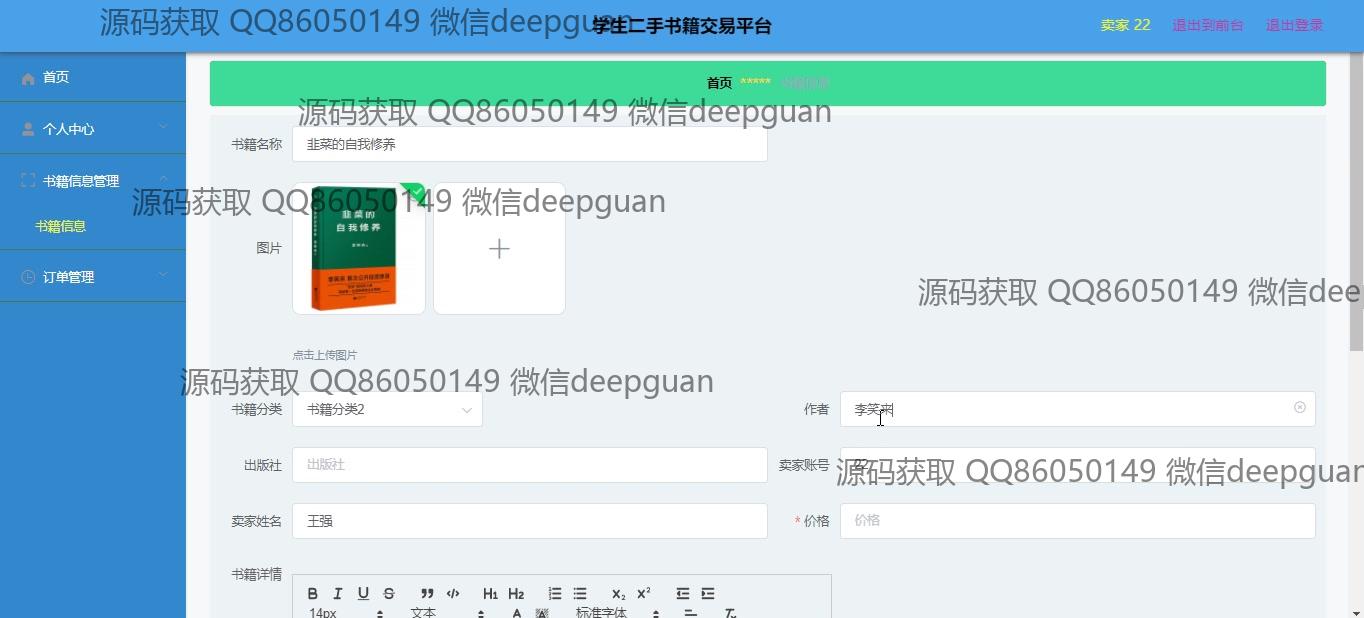 源码获取 QQ86050149 微信deepguan
学生二手书籍交易平台
卖家 22
退出到前台
退出登录
首页
个人中心
书籍信息管理
书籍信息
订单管理
首页 ***** 书籍信息
源码获取 QQ86050149 微信deepguan
书籍名称
韭菜的自我修养
源码获取 QQ86050149 微信deepguan
图片
韭菜的
自我修养
源码获取 QQ86050149 微信dee
点击上传图片
源码获取 QQ86050149 微信deepguan
书籍分类
书籍分类2
作者
李笑来
出版社
出版社
卖家账号
22
源码获取 QQ86050149 微信deepguan
卖家姓名
王强
* 价格
价格
书籍详情
B I U S ” </> H1 H2 x₂ x²
14px
文本
A
标准字体